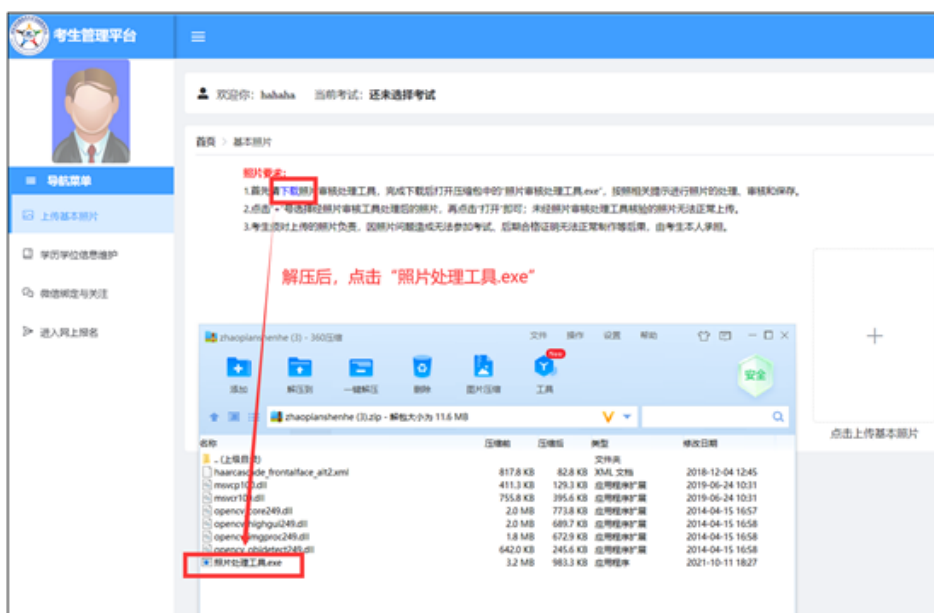 考生管理平台
欢迎你：hahaha 当前考试：还未选择考试
首页 > 基本照片
导航菜单
上传基本照片
学历学位信息维护
微信绑定与关注
进入网上报名
照片要求：
1.首先请下载照片审核处理工具，完成下载后打开压缩包中的“照片审核处理工具.exe”，按照相关提示进行照片的处理、审核和保存。
2.点击“+”号选择经照片审核工具处理后的照片，再点击“打开”即可；未经照片审核处理工具核验的照片无法正常上传。
3.考生须对上传的照片负责，因照片问题造成无法参加考试、后期合格证明无法正常制作等后果，由考生本人承担。
解压后，点击“照片处理工具.exe”
点击上传基本照片
zhaopianshenhe (3) - 360压缩 文件 操作 设置 帮助
添加 解压到 一键解压 删除 图片压缩 工具 New 安全
zhaopianshenhe (3).zip - 解包大小为 11.6 MB
名称 压缩前 压缩后 类型 修改日期
..(上级目录) 文件夹
haarcascade_frontalface_alt2.xml 817.8 KB 82.8 KB XML 文档 2018-12-04 12:45
msvcp100.dll 411.3 KB 129.3 KB 应用程序扩展 2019-06-24 10:31
msvcr100.dll 755.8 KB 395.6 KB 应用程序扩展 2019-06-24 10:31
opencv_core249.dll 2.0 MB 773.8 KB 应用程序扩展 2014-04-15 16:57
opencv_highgui249.dll 2.0 MB 689.7 KB 应用程序扩展 2014-04-15 16:58
opencv_imgproc249.dll 1.8 MB 672.9 KB 应用程序扩展 2014-04-15 16:58
opencv_objdetect249.dll 642.0 KB 245.6 KB 应用程序扩展 2014-04-15 16:58
照片处理工具.exe 3.2 MB 983.3 KB 应用程序 2021-10-11 18:27